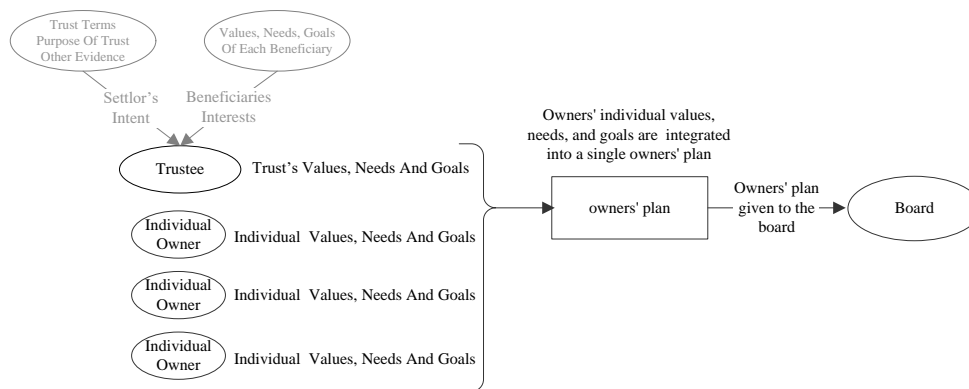 Trust Terms
Purpose Of Trust
Other Evidence
Values, Needs, Goals
Of Each Beneficiary
Settlor's
Intent
Beneficiaries
Interests
Trustee
Trust's Values, Needs And Goals
Individual
Owner
Individual Values, Needs And Goals
Individual
Owner
Individual Values, Needs And Goals
Individual
Owner
Individual Values, Needs And Goals
Owners' individual values,
needs, and goals are integrated
into a single owners' plan
owners' plan
Owners' plan
given to the
board
Board